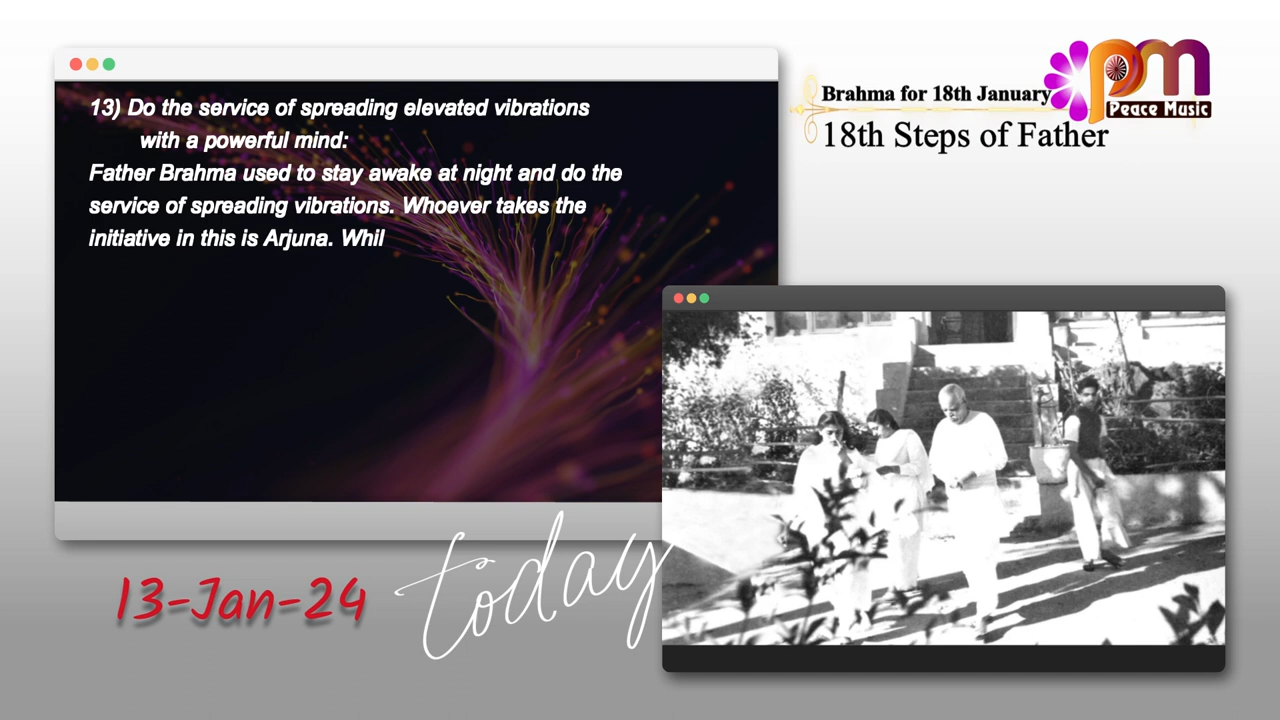 13) Do the service of spreading elevated vibrations
with a powerful mind:
Father Brahma used to stay awake at night and do the
service of spreading vibrations. Whoever takes the
initiative in this is Arjuna. Whil
Brahma for 18th January
18th Steps of Father
pm
Peace Music
13-Jan-24
today